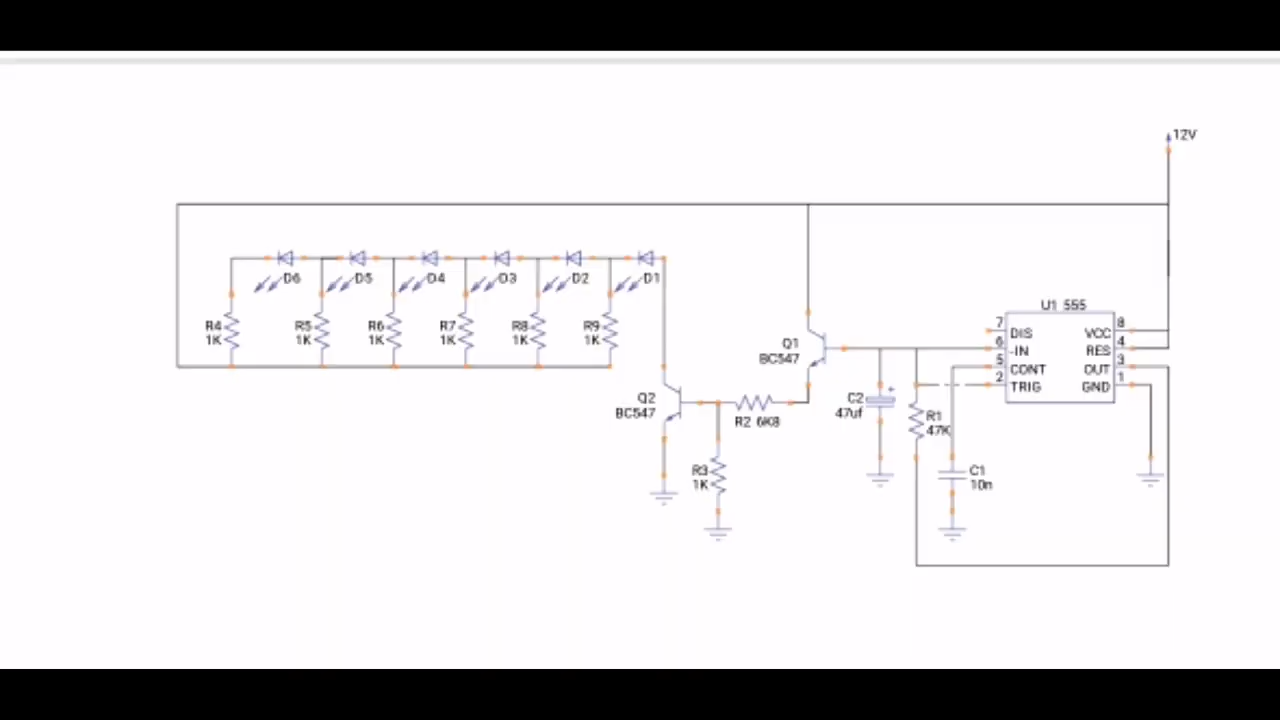 12V
U1 555
7
DIS
VCC
8
6
-IN
RES
4
5
CONT
OUT
3
2
TRIG
GND
1
D6
D5
D4
D3
D2
D1
R4
1K
R5
1K
R6
1K
R7
1K
R8
1K
R9
1K
Q1
BC547
Q2
BC547
R2 6K8
C2
47uf
+
R1
47K
R3
1K
C1
10n